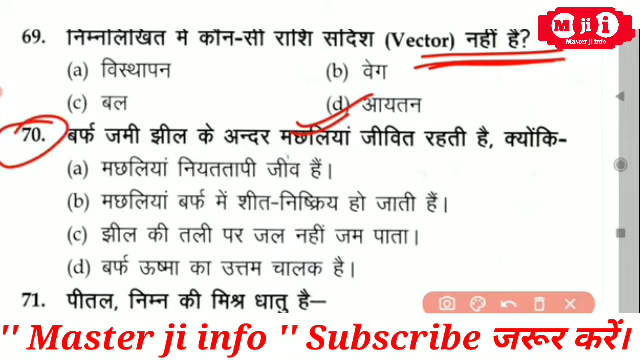 M j i
Master ji info
69. निम्नलिखित में कौन-सी राशि सदिश (Vector) नहीं है?
(a) विस्थापन (b) वेग
(c) बल (d) आयतन
70. बर्फ जमी झील के अन्दर मछलियां जीवित रहती है, क्योंकि-
(a) मछलियां नियततापी जीव हैं।
(b) मछलियां बर्फ में शीत-निष्क्रिय हो जाती हैं।
(c) झील की तली पर जल नहीं जम पाता।
(d) बर्फ ऊष्मा का उत्तम चालक है।
71. पीतल, निम्न की मिश्र धातु है—
" Master ji info " Subscribe जरूर करें।